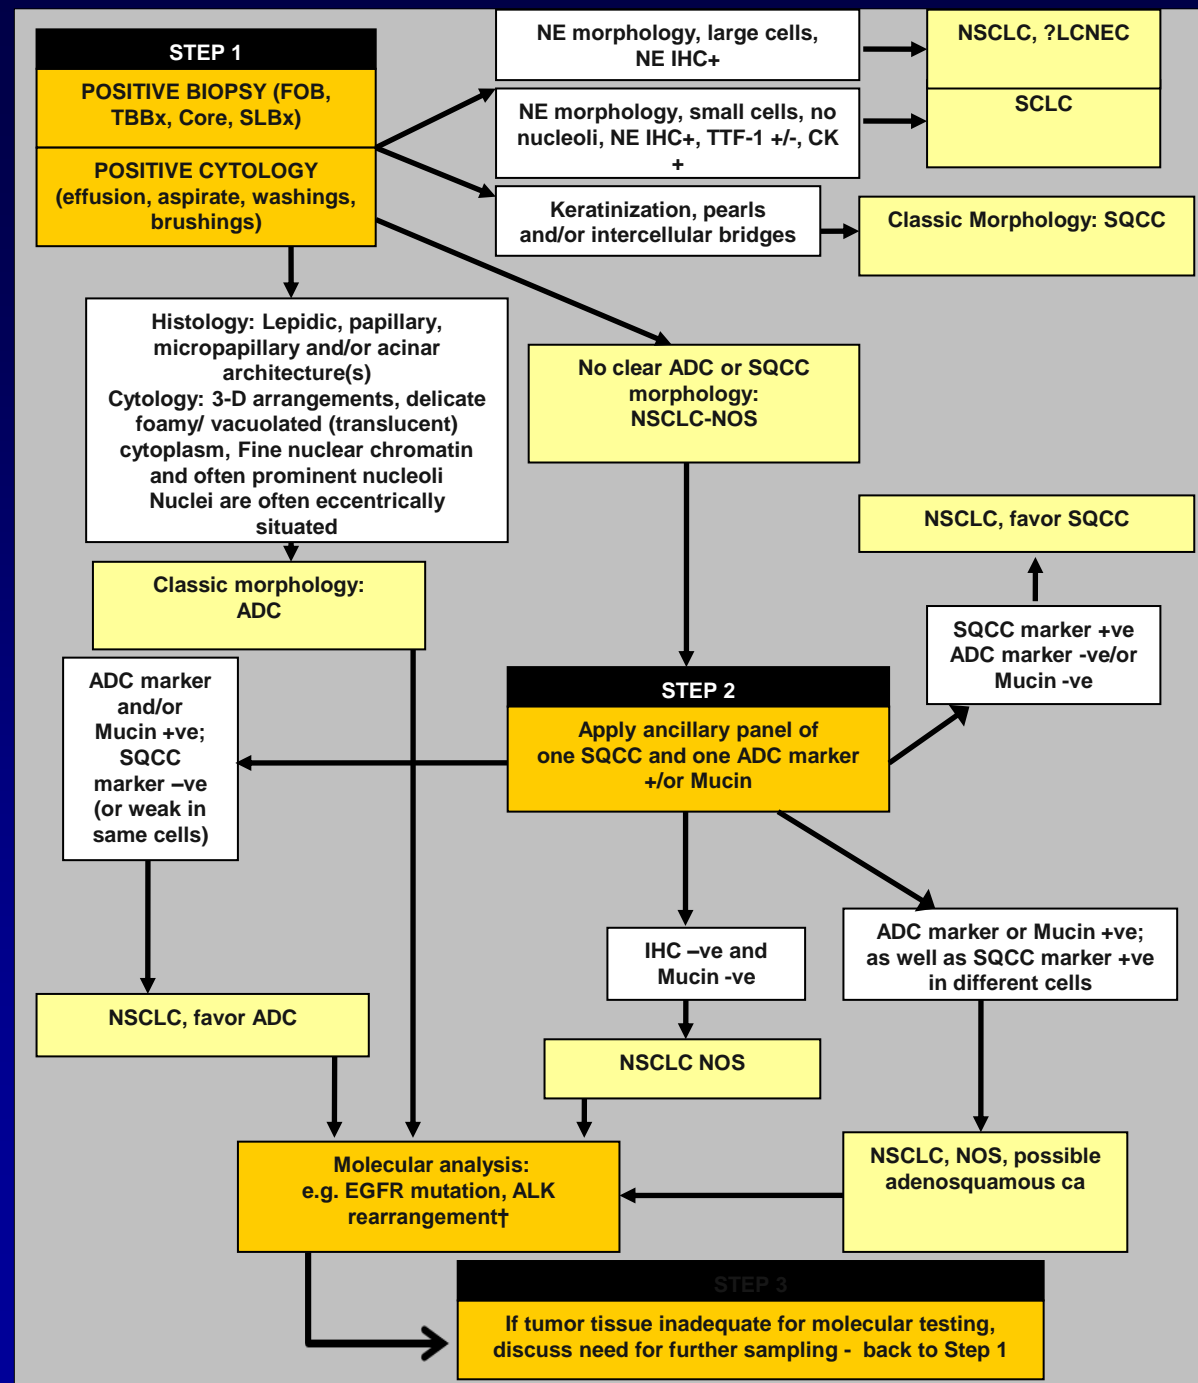 STEP 1
POSITIVE BIOPSY (FOB,
TBBx, Core, SLBx)
POSITIVE CYTOLOGY
(effusion, aspirate, washings,
brushings)
NE morphology, large cells,
NE IHC+
NSCLC, ?LCNEC
NE morphology, small cells, no
nucleoli, NE IHC+, TTF-1 +/-, CK
+
SCLC
Keratinization, pearls
and/or intercellular bridges
Classic Morphology: SQCC
Histology: Lepidic, papillary,
micropapillary and/or acinar
architecture(s)
Cytology: 3-D arrangements, delicate
foamy/ vacuolated (translucent)
cytoplasm, Fine nuclear chromatin
and often prominent nucleoli
Nuclei are often eccentrically
situated
No clear ADC or SQCC
morphology:
NSCLC-NOS
NSCLC, favor SQCC
Classic morphology:
ADC
SQCC marker +ve
ADC marker -ve/or
Mucin -ve
ADC marker
and/or
Mucin +ve;
SQCC
marker –ve
(or weak in
same cells)
STEP 2
Apply ancillary panel of
one SQCC and one ADC marker
+/or Mucin
IHC –ve and
Mucin -ve
ADC marker or Mucin +ve;
as well as SQCC marker +ve
in different cells
NSCLC, favor ADC
NSCLC NOS
Molecular analysis:
e.g. EGFR mutation, ALK
rearrangement†
NSCLC, NOS, possible
adenosquamous ca
STEP 3
If tumor tissue inadequate for molecular testing,
discuss need for further sampling - back to Step 1